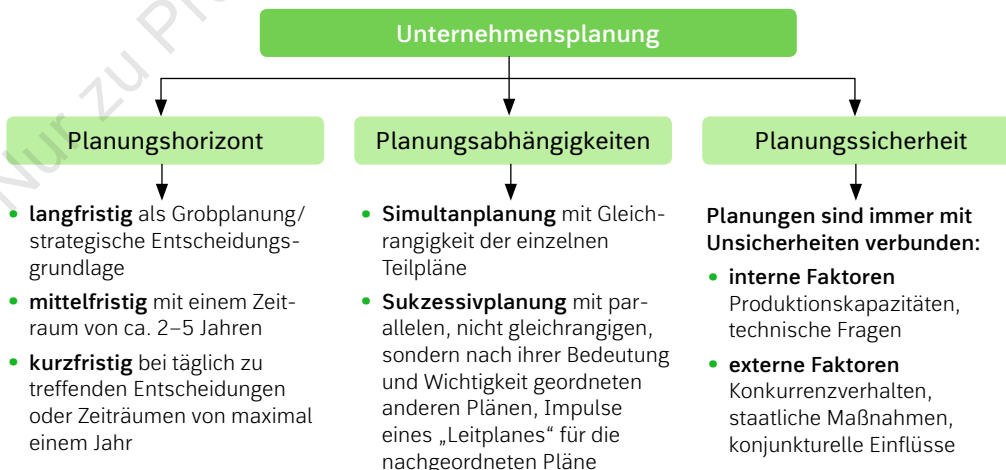 Nur zu Pr
Unternehmensplanung
Planungshorizont
• langfristig als Grobplanung/
strategische Entscheidungs-
grundlage
• mittelfristig mit einem Zeit-
raum von ca. 2–5 Jahren
• kurzfristig bei täglich zu
treffenden Entscheidungen
oder Zeiträumen von maximal
einem Jahr
Planungsabhängigkeiten
• Simultanplanung mit Gleich-
rangigkeit der einzelnen
Teilpläne
• Sukzessivplanung mit par-
allelen, nicht gleichrangigen,
sondern nach ihrer Bedeutung
und Wichtigkeit geordneten
anderen Plänen, Impulse
eines „Leitplanes“ für die
nachgeordneten Pläne
Planungssicherheit
Planungen sind immer mit
Unsicherheiten verbunden:
• interne Faktoren
Produktionskapazitäten,
technische Fragen
• externe Faktoren
Konkurrenzverhalten,
staatliche Maßnahmen,
konjunkturelle Einflüsse